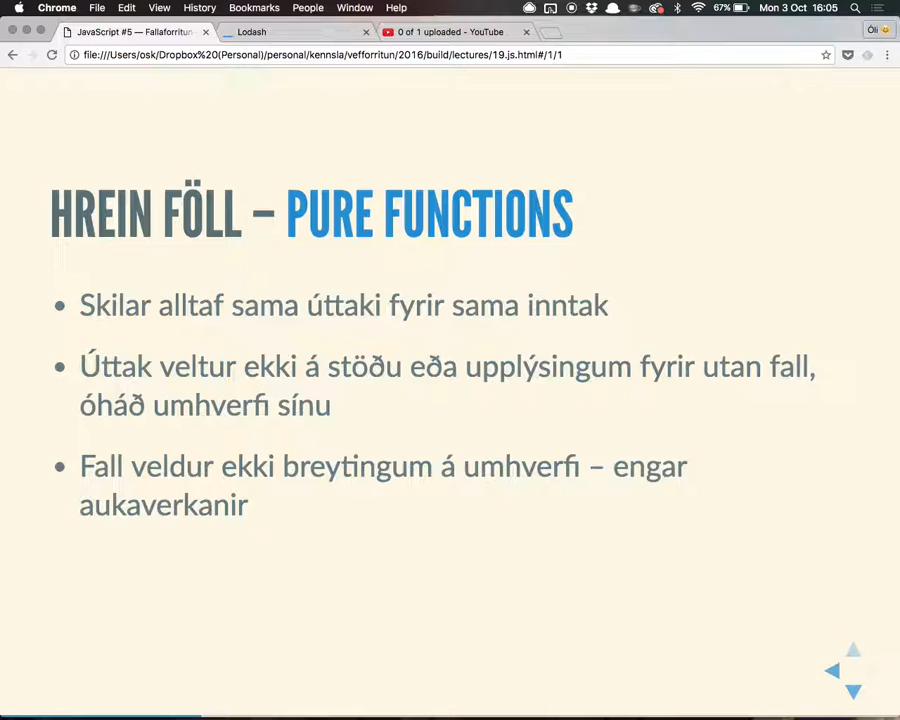 Chrome File Edit View History Bookmarks People Window Help 67% Mon 3 Oct 16:05
JavaScript #5 — Fallaforritun- Lodash 0 of 1 uploaded - YouTube Óli
file:///Users/osk/Dropbox%20(Personal)/personal/kennsla/vefforritun/2016/build/lectures/19.js.html#/1/1
HREIN FÖLL – PURE FUNCTIONS
• Skilar alltaf sama úttaki fyrir sama inntak
• Úttak veltur ekki á stöðu eða upplýsingum fyrir utan fall,
óháð umhverfi sínu
• Fall veldur ekki breytingum á umhverfi – engar
aukaverkanir